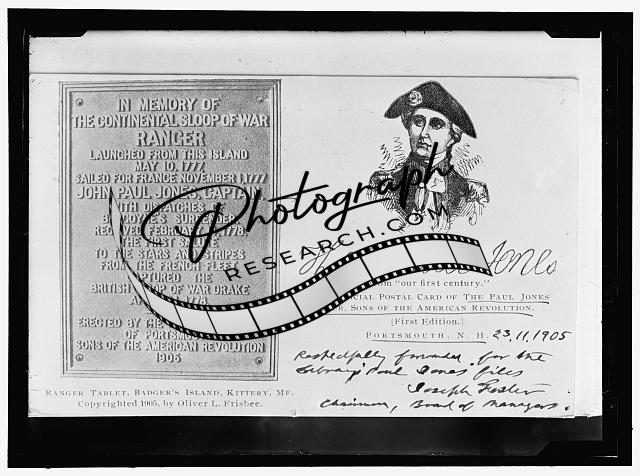 IN MEMORY OF
THE CONTINENTAL SLOOP OF WAR
RANGER
LAUNCHED FROM THIS ISLAND
MAY 10, 1777
SAILED FOR FRANCE NOVEMBER 1, 1777
JOHN PAUL JONES, CAPTAIN
WITH DISPATCHES
SURRENDER
RECEIVED FEBRUARY 1778.
THE FIRST SALUTE
TO THE STARS AND STRIPES
FROM THE FRENCH FLEET
CAPTURED THE
BRITISH SLOOP OF WAR DRAKE
1778.
ERECTED BY THE
OF PORTSMOUTH
SONS OF THE AMERICAN REVOLUTION
1905
RANGER TABLET, BADGER'S ISLAND, KITTERY, ME.
Copyrighted 1905, by Oliver L. Frisbee.
Photograph
RESEARCH.COM
Jones
"our first century."
POSTAL CARD OF THE PAUL JONES
SONS OF THE AMERICAN REVOLUTION.
[First Edition.]
PORTSMOUTH, N. H. 23.11.1905
Respectfully forwarded for the
Library's Paul Jones files
Joseph Foster
Chairman, Board of Managers.